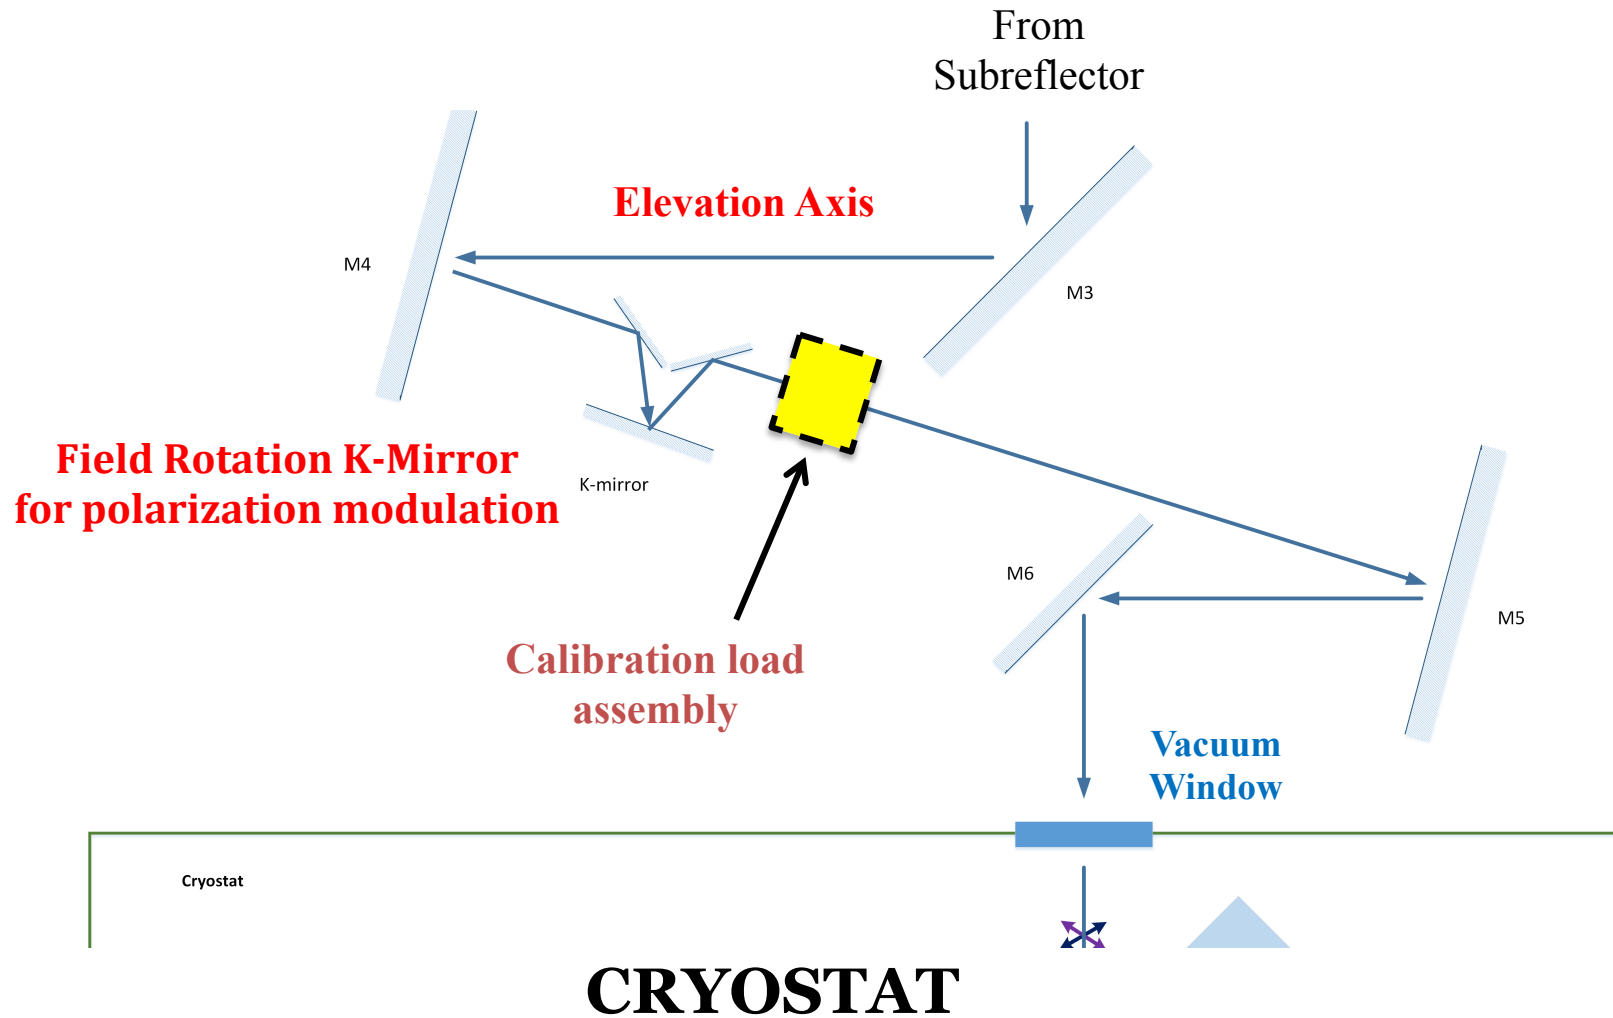 From
Subreflector
Elevation Axis
M4
M3
Field Rotation K-Mirror
for polarization modulation
K-mirror
M6
M5
Calibration load
assembly
Vacuum
Window
Cryostat
CRYOSTAT